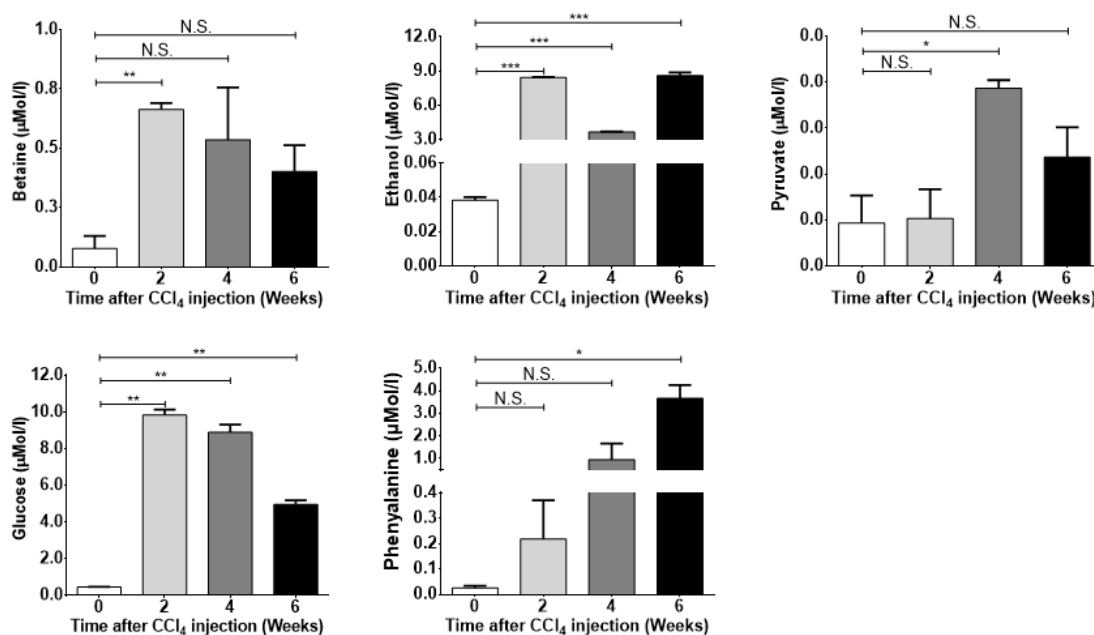 N.S.
N.S.
**
1.0
0.8
0.5
0.3
0.0
Betaine (μMol/l)
0 2 4 6
Time after CCl₄ injection (Weeks)
***
***
***
12.0
9.0
6.0
3.0
0.06
0.04
0.02
0.00
Ethanol (μMol/l)
0 2 4 6
Time after CCl₄ injection (Weeks)
N.S.
*
N.S.
0.0
0.0
0.0
0.0
0.0
0.0
Pyruvate (μMol/l)
0 2 4 6
Time after CCl₄ injection (Weeks)
**
**
**
12.0
10.0
8.0
6.0
4.0
2.0
0.0
Glucose (μMol/l)
0 2 4 6
Time after CCl₄ injection (Weeks)
*
N.S.
N.S.
5.0
4.0
3.0
2.0
1.0
0.4
0.3
0.2
0.1
0.0
Phenyalanine (μMol/l)
0 2 4 6
Time after CCl₄ injection (Weeks)